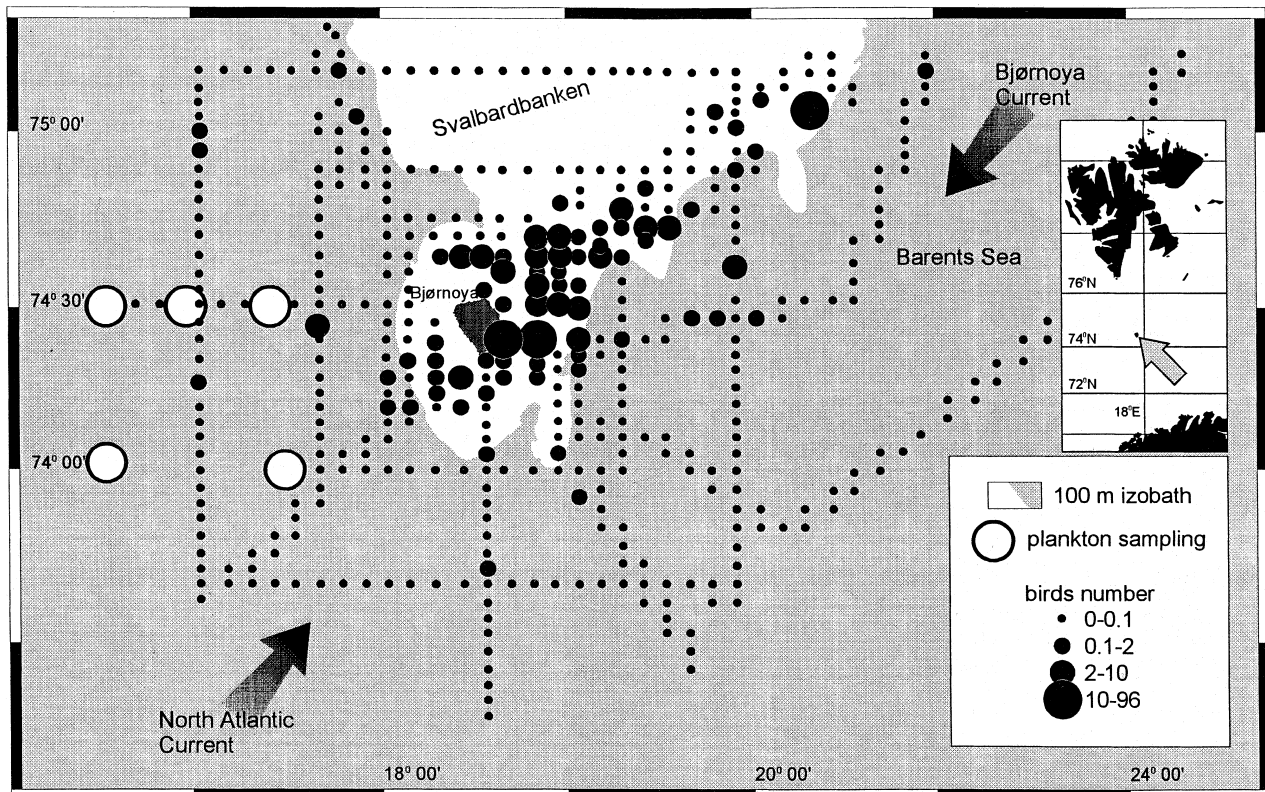 Svalbardbanken
Bjørnoya
Current
75° 00'
Barents Sea
76°N
74°N
72°N
18°E
Bjørnoya
74° 30'
74° 00'
100 m izobath
plankton sampling
birds number
0-0.1
0.1-2
2-10
10-96
North Atlantic
Current
18° 00'
20° 00'
24° 00'